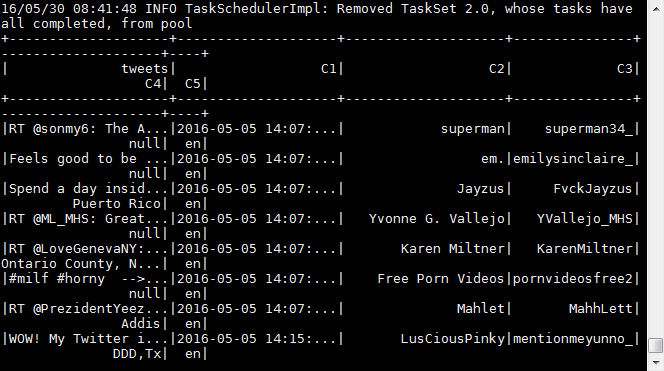 16/05/30 08:41:48 INFO TaskSchedulerImpl: Removed TaskSet 2.0, whose tasks have
all completed, from pool
+--------------------+--------------------+--------------------+---------------+
--------------------+----+
|              tweets|                  C1|                  C2|             C3|
                  C4|  C5|
+--------------------+--------------------+--------------------+---------------+
--------------------+----+
|RT @sonmy6: The A...|2016-05-05 14:07:...|            superman|    superman34_|
                null|  en|
|Feels good to be ...|2016-05-05 14:07:...|                 em.|emilysinclaire_|
                null|  en|
|Spend a day insid...|2016-05-05 14:07:...|              Jayzus|     FvckJayzus|
         Puerto Rico|  en|
|RT @ML_MHS: Great...|2016-05-05 14:07:...|   Yvonne G. Vallejo|   YVallejo_MHS|
                null|  en|
|RT @LoveGenevaNY:...|2016-05-05 14:07:...|       Karen Miltner|   KarenMiltner|
Ontario County, N...|  en|
|#milf #horny  -->...|2016-05-05 14:07:...|    Free Porn Videos|pornvideosfree2|
                null|  en|
|RT @PrezidentYeez...|2016-05-05 14:07:...|              Mahlet|       MahhLett|
               Addis|  en|
|WOW! My Twitter i...|2016-05-05 14:15:...|       LusCiousPinky|mentionmeyunno_|
              DDD,Tx|  en|